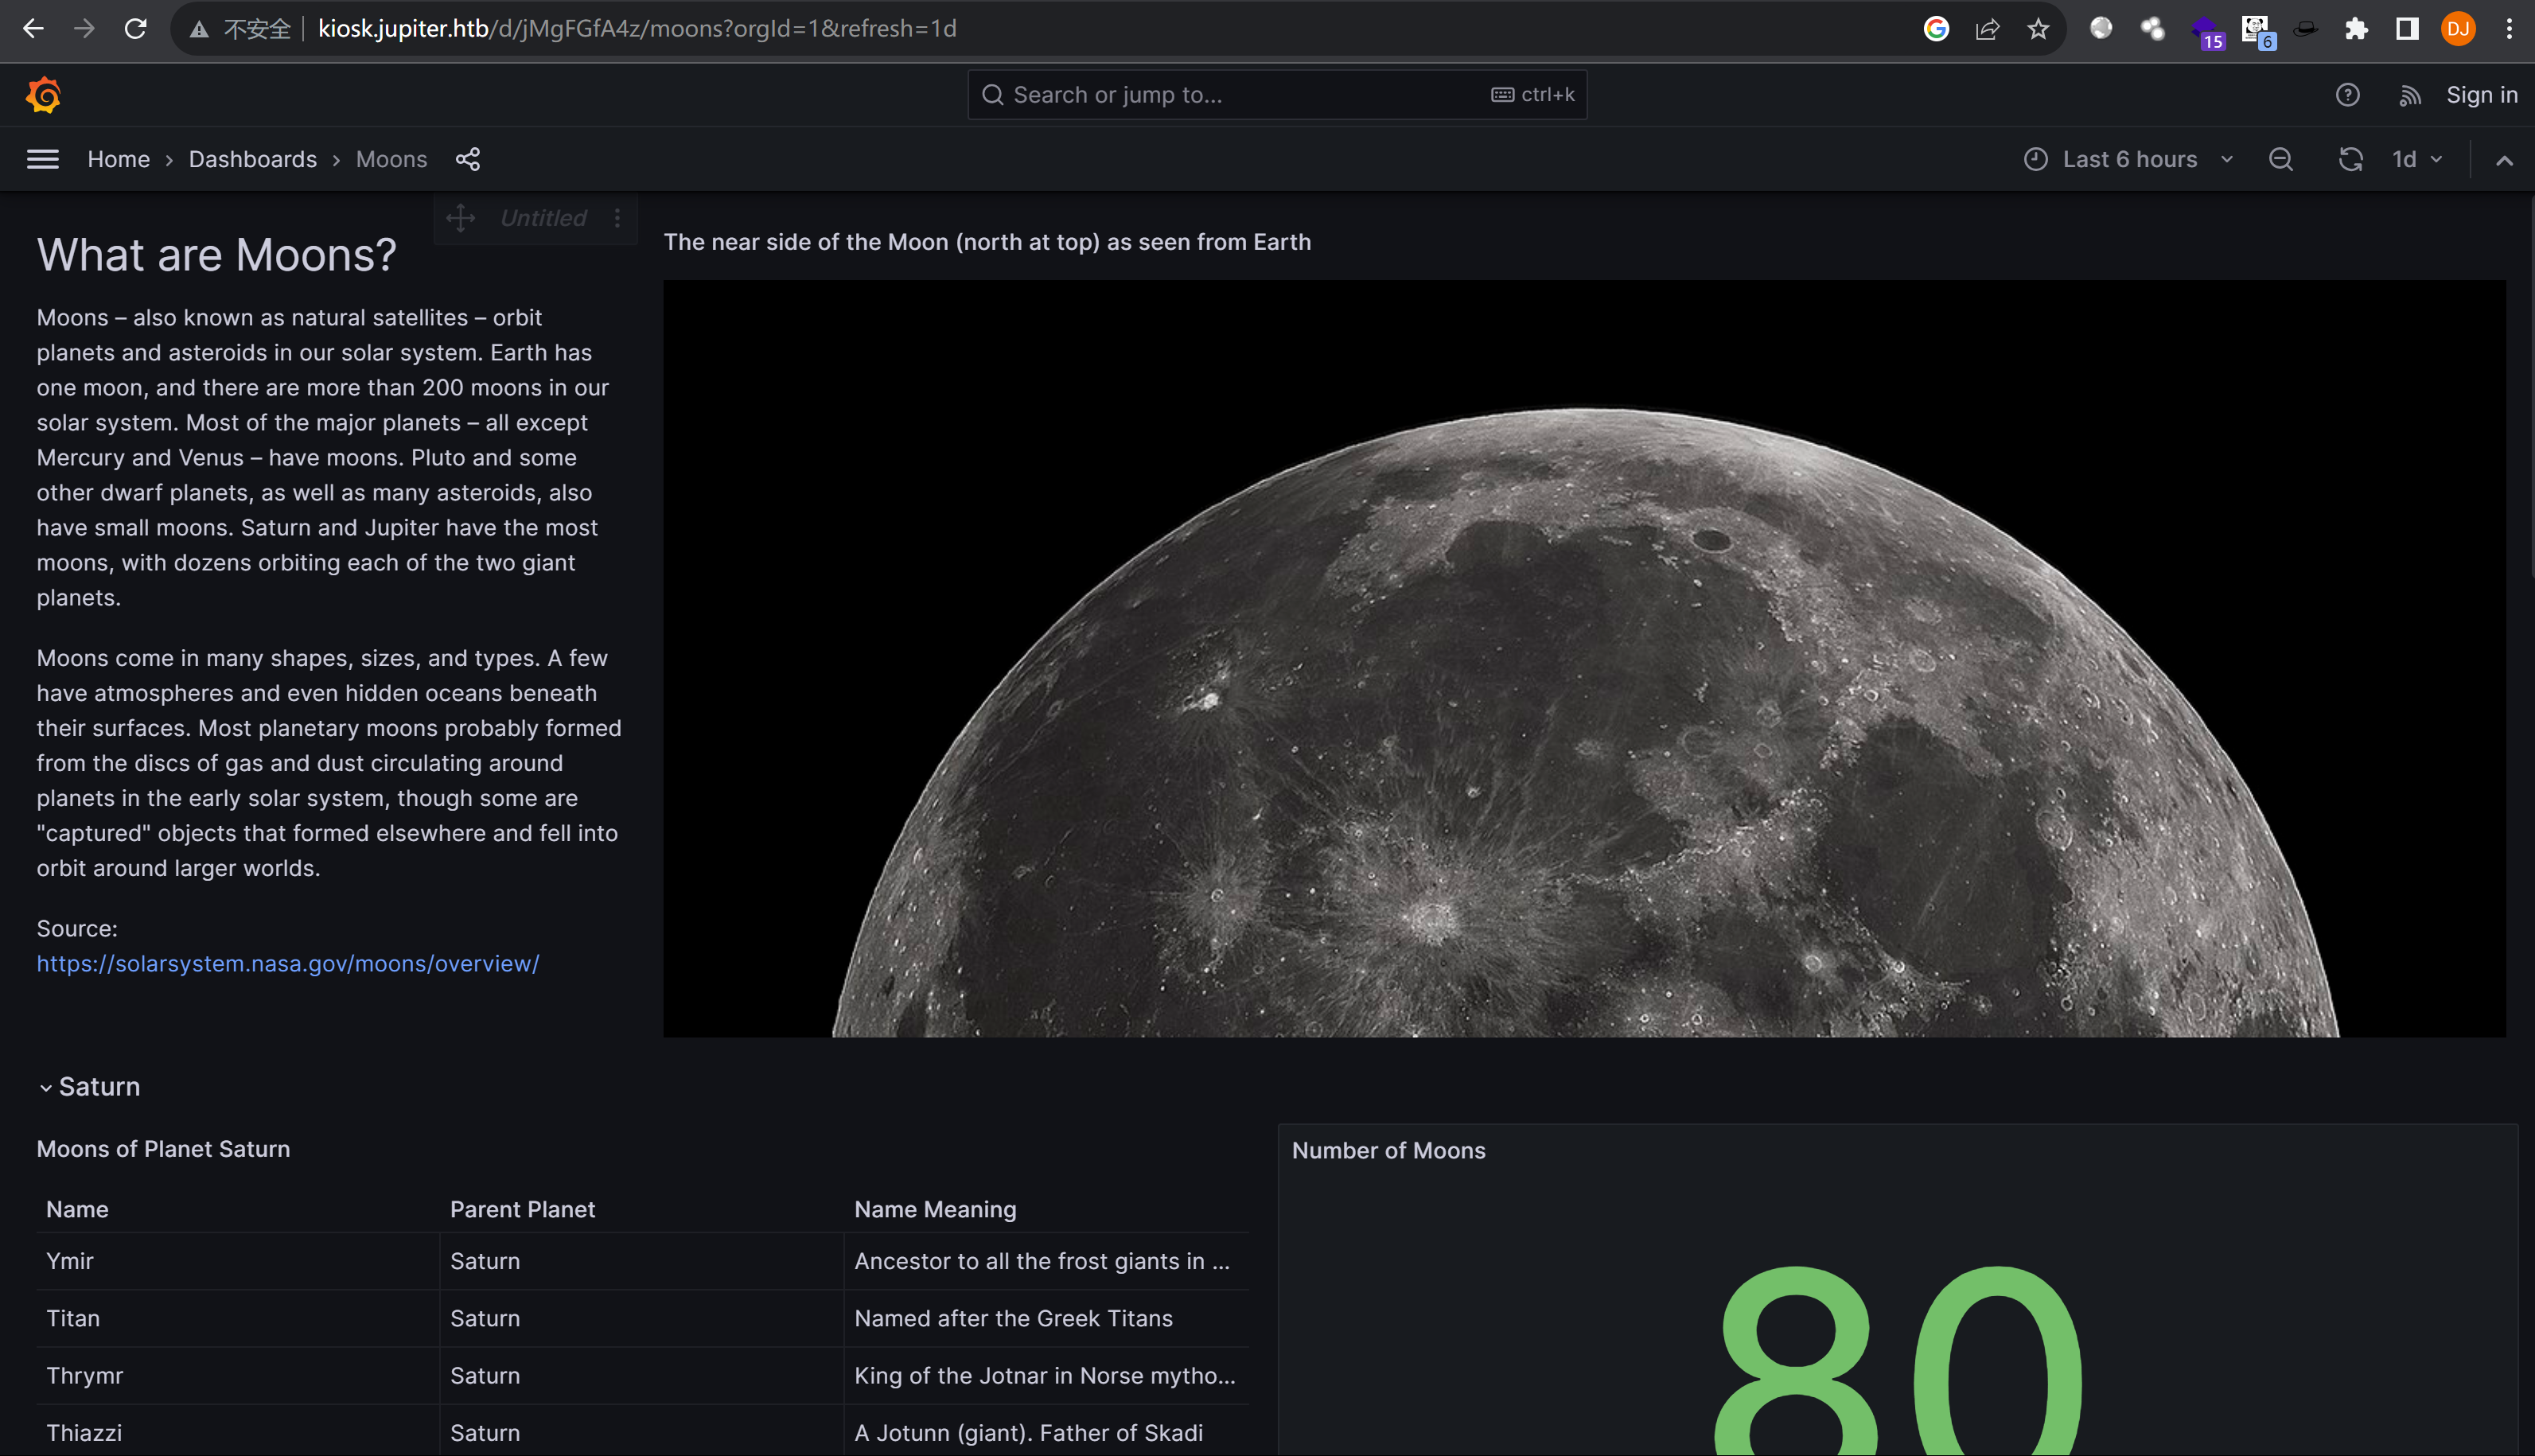 不安全 kiosk.jupiter.htb/d/jMgFGfA4z/moons?orgId=1&refresh=1d
15
6
DJ
Search or jump to...
ctrl+k
Sign in
Home › Dashboards › Moons
Last 6 hours
1d
Untitled
What are Moons?
Moons – also known as natural satellites – orbit
planets and asteroids in our solar system. Earth has
one moon, and there are more than 200 moons in our
solar system. Most of the major planets – all except
Mercury and Venus – have moons. Pluto and some
other dwarf planets, as well as many asteroids, also
have small moons. Saturn and Jupiter have the most
moons, with dozens orbiting each of the two giant
planets.
Moons come in many shapes, sizes, and types. A few
have atmospheres and even hidden oceans beneath
their surfaces. Most planetary moons probably formed
from the discs of gas and dust circulating around
planets in the early solar system, though some are
"captured" objects that formed elsewhere and fell into
orbit around larger worlds.
Source:
https://solarsystem.nasa.gov/moons/overview/
The near side of the Moon (north at top) as seen from Earth
Saturn
Moons of Planet Saturn
Name Parent Planet Name Meaning
Ymir Saturn Ancestor to all the frost giants in ...
Titan Saturn Named after the Greek Titans
Thrymr Saturn King of the Jotnar in Norse mytho...
Thiazzi Saturn A Jotunn (giant). Father of Skadi
Number of Moons
80